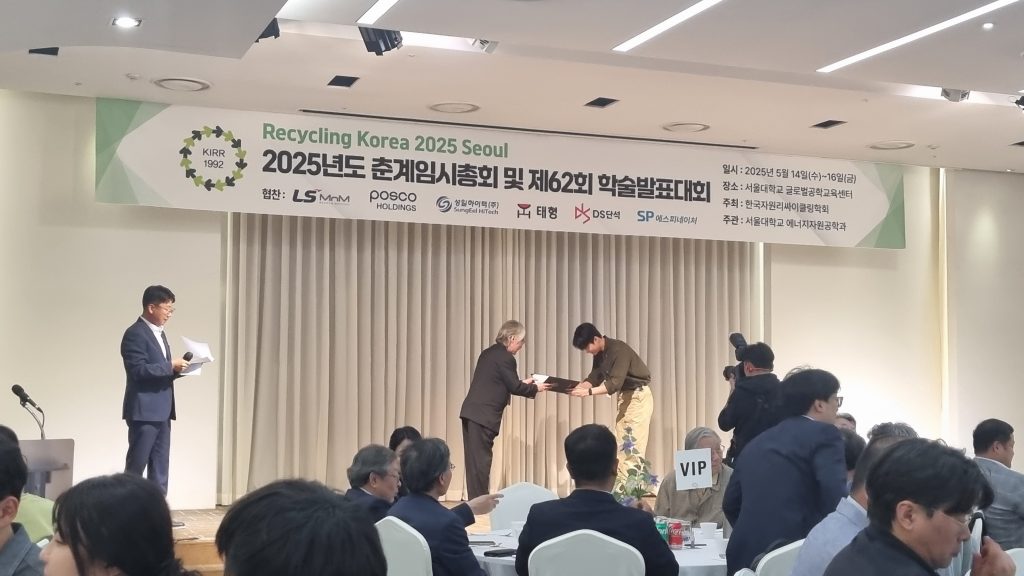 KIRR
1992
Recycling Korea 2025 Seoul
2025년도 춘계임시총회 및 제62회 학술발표대회
협찬 : LS MnM posco HOLDINGS 성일하이텍(주) SungEel HiTech 태형 DS단석 SP 에스피네이처
일시 : 2025년 5월 14일(수)~16일(금)
장소 : 서울대학교 글로벌공학교육센터
주최 : 한국자원리싸이클링학회
주관 : 서울대학교 에너지자원공학과
VIP